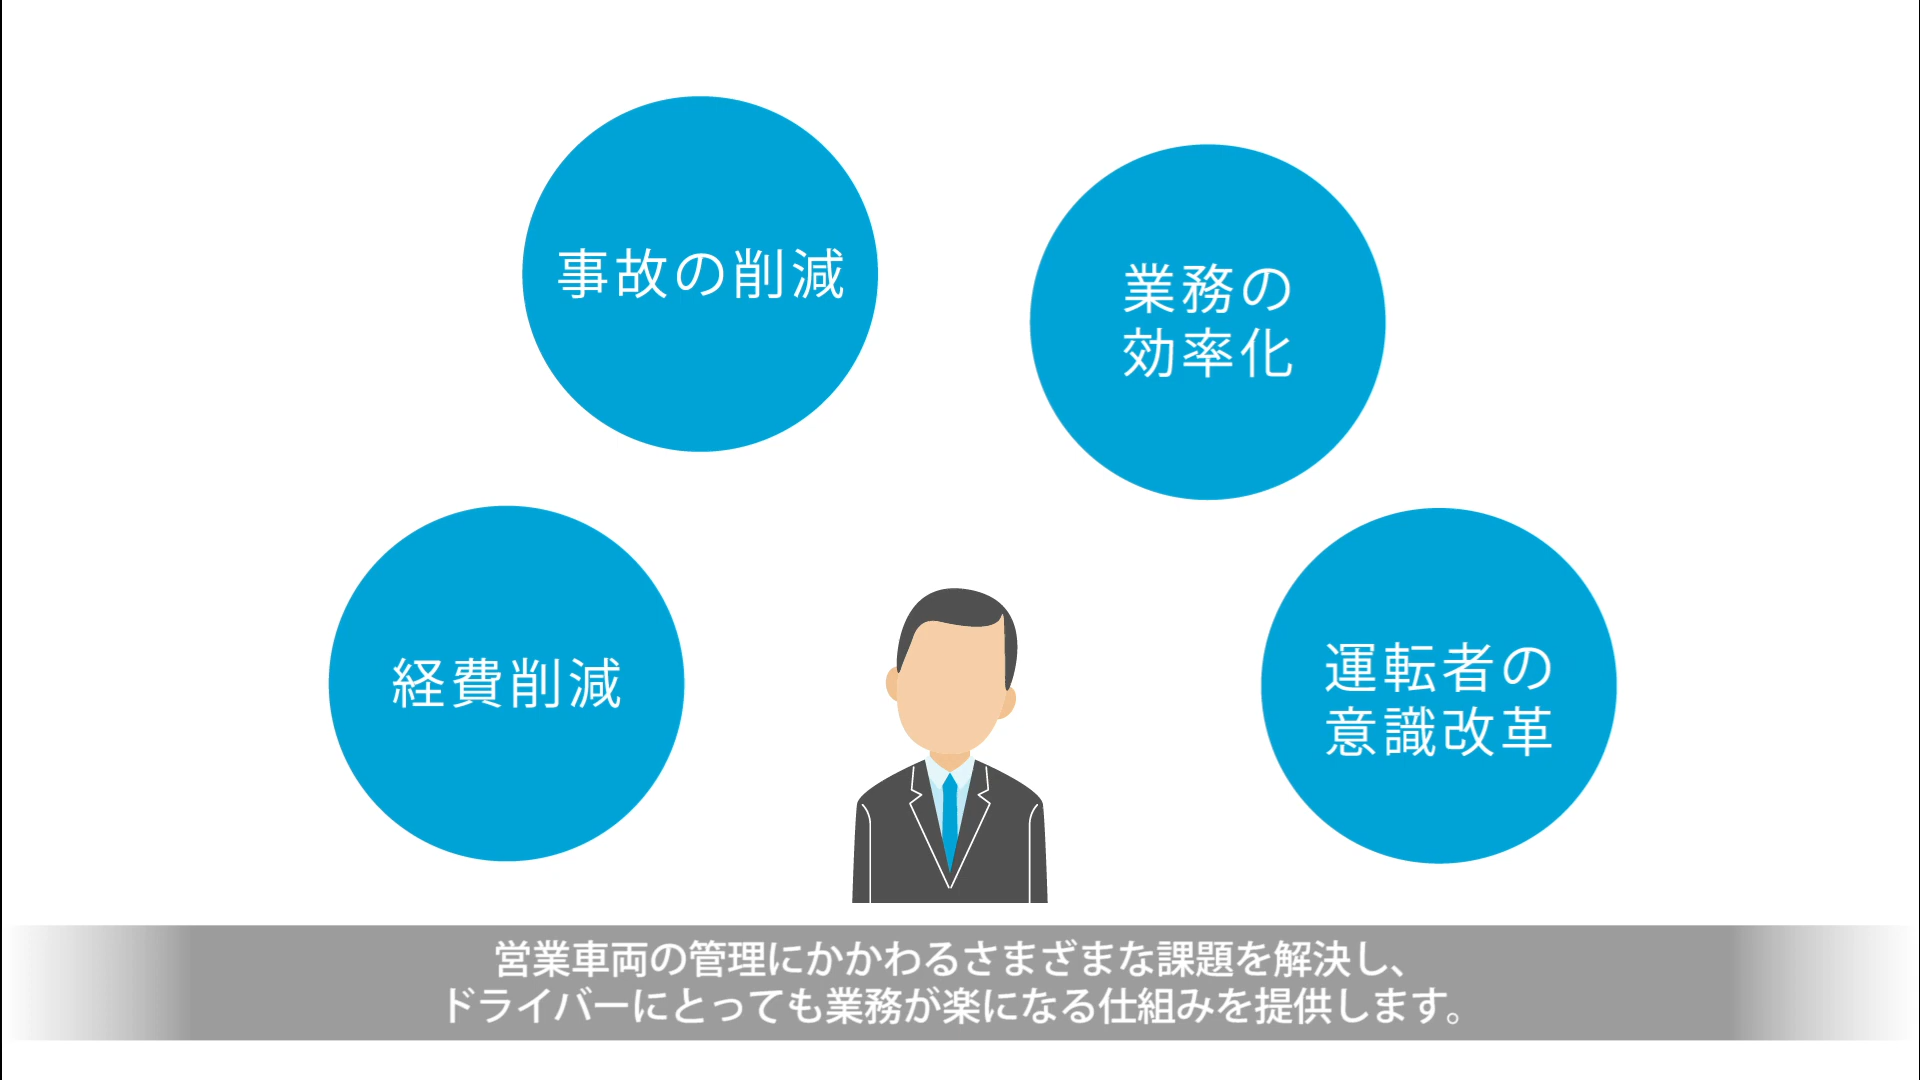 事故の削減
業務の
効率化
経費削減
運転者の
意識改革
営業車両の管理にかかわるさまざまな課題を解決し、
ドライバーにとっても業務が楽になる仕組みを提供します。